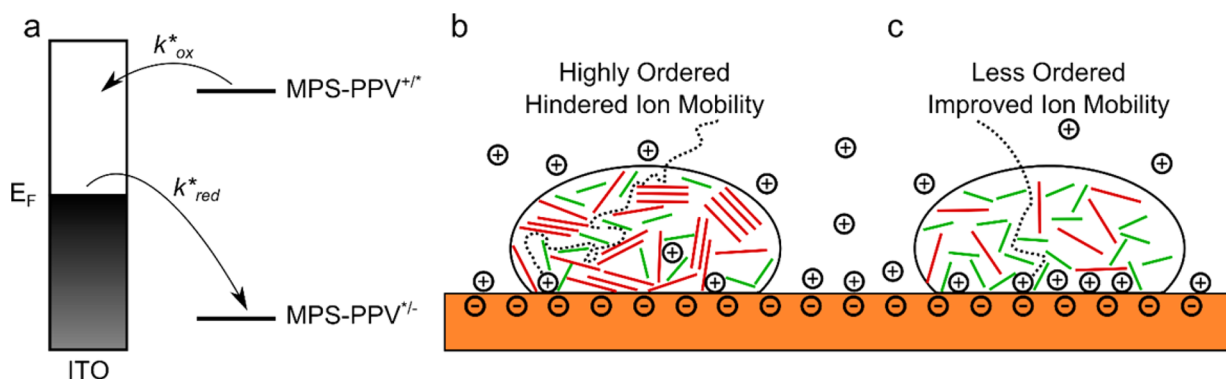 a
k*ox
MPS-PPV+/*
EF
k*red
MPS-PPV*/-
ITO
b
Highly Ordered
Hindered Ion Mobility
c
Less Ordered
Improved Ion Mobility